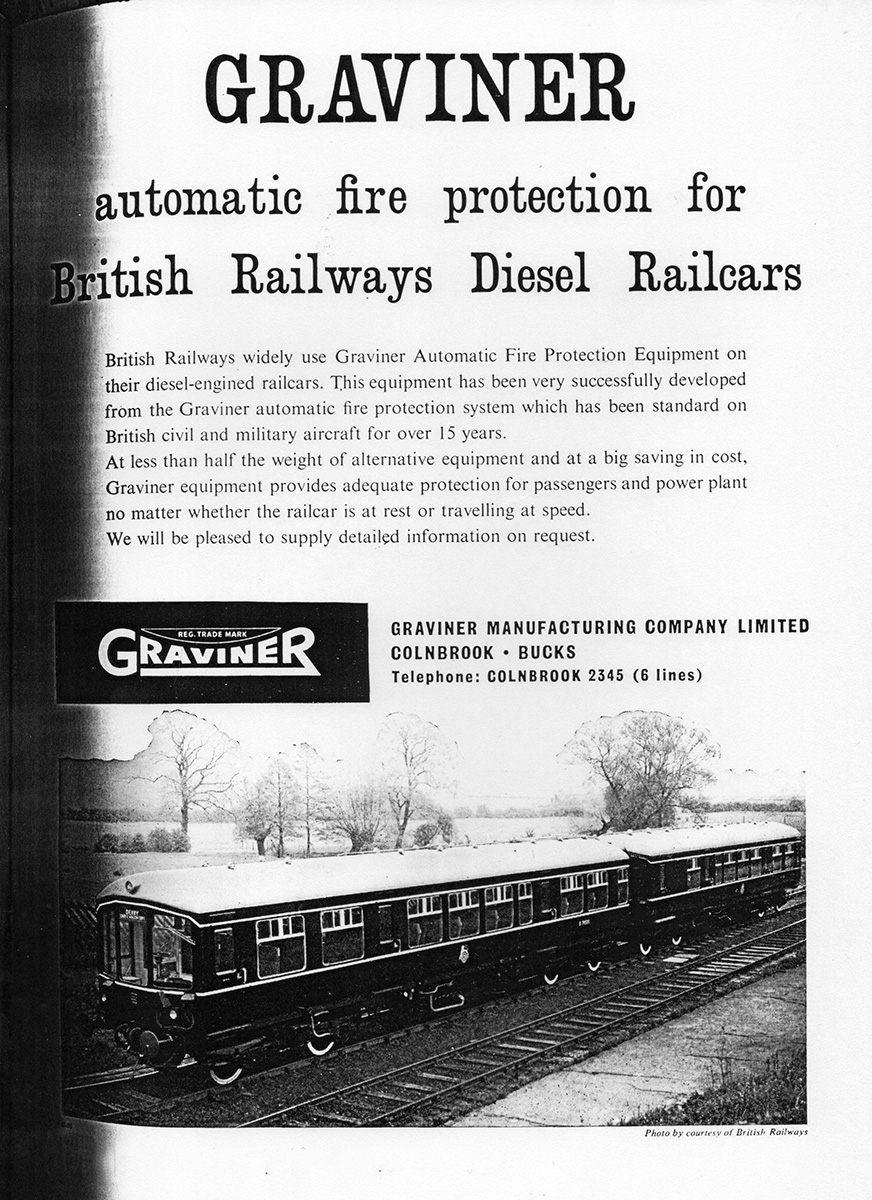 GRAVINER
automatic fire protection for
British Railways Diesel Railcars
British Railways widely use Graviner Automatic Fire Protection Equipment on
their diesel-engined railcars. This equipment has been very successfully developed
from the Graviner automatic fire protection system which has been standard on
British civil and military aircraft for over 15 years.
At less than half the weight of alternative equipment and at a big saving in cost,
Graviner equipment provides adequate protection for passengers and power plant
no matter whether the railcar is at rest or travelling at speed.
We will be pleased to supply detailed information on request.
REG. TRADE MARK
GRAVINER
GRAVINER MANUFACTURING COMPANY LIMITED
COLNBROOK • BUCKS
Telephone: COLNBROOK 2345 (6 lines)
DERBY
Photo by courtesy of British Railways